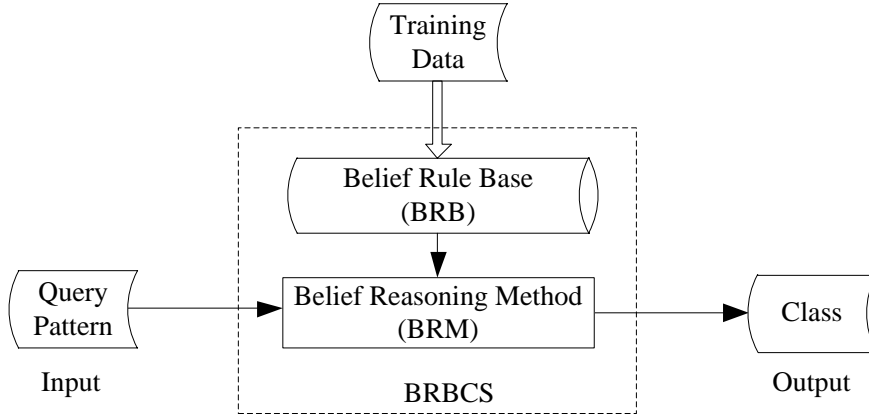 Training
Data
Belief Rule Base
(BRB)
Query
Pattern
Belief Reasoning Method
(BRM)
Class
Input
BRBCS
Output